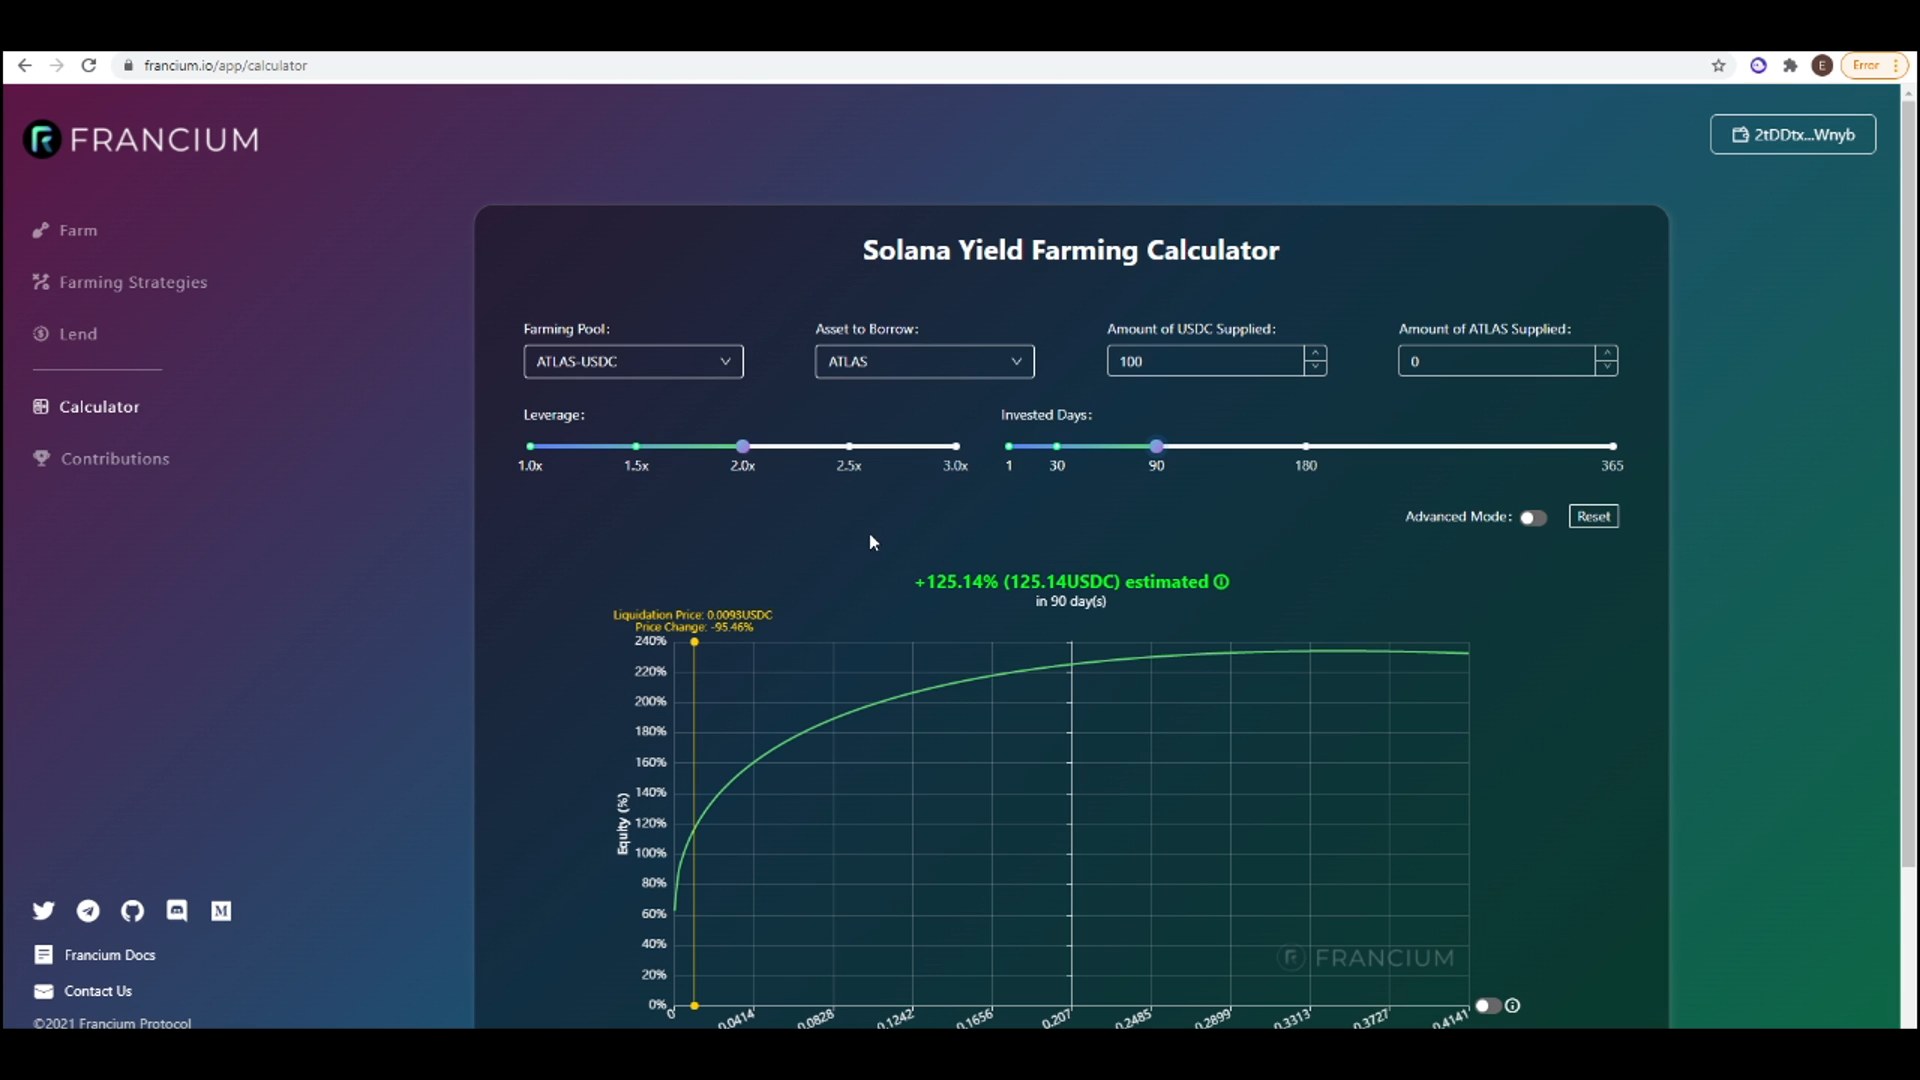 francium.io/app/calculator
E
Error
FRANCIUM
2tDDtx...Wnyb
Farm
Farming Strategies
Lend
Calculator
Contributions
Solana Yield Farming Calculator
Farming Pool:
Asset to Borrow:
Amount of USDC Supplied:
Amount of ATLAS Supplied:
ATLAS-USDC
ATLAS
100
0
Leverage:
Invested Days:
1.0x 1.5x 2.0x 2.5x 3.0x
1 30 90 180 365
Advanced Mode:
Reset
+125.14% (125.14USDC) estimated
in 90 day(s)
Liquidation Price: 0.0093USDC
Price Change: -95.46%
240%
220%
200%
180%
160%
140%
120%
100%
80%
60%
40%
20%
0%
Equity (%)
FRANCIUM
0 0.0414 0.0828 0.1242 0.1656 0.207 0.2485 0.2899 0.3313 0.3727 0.4141
M
Francium Docs
Contact Us
©2021 Francium Protocol